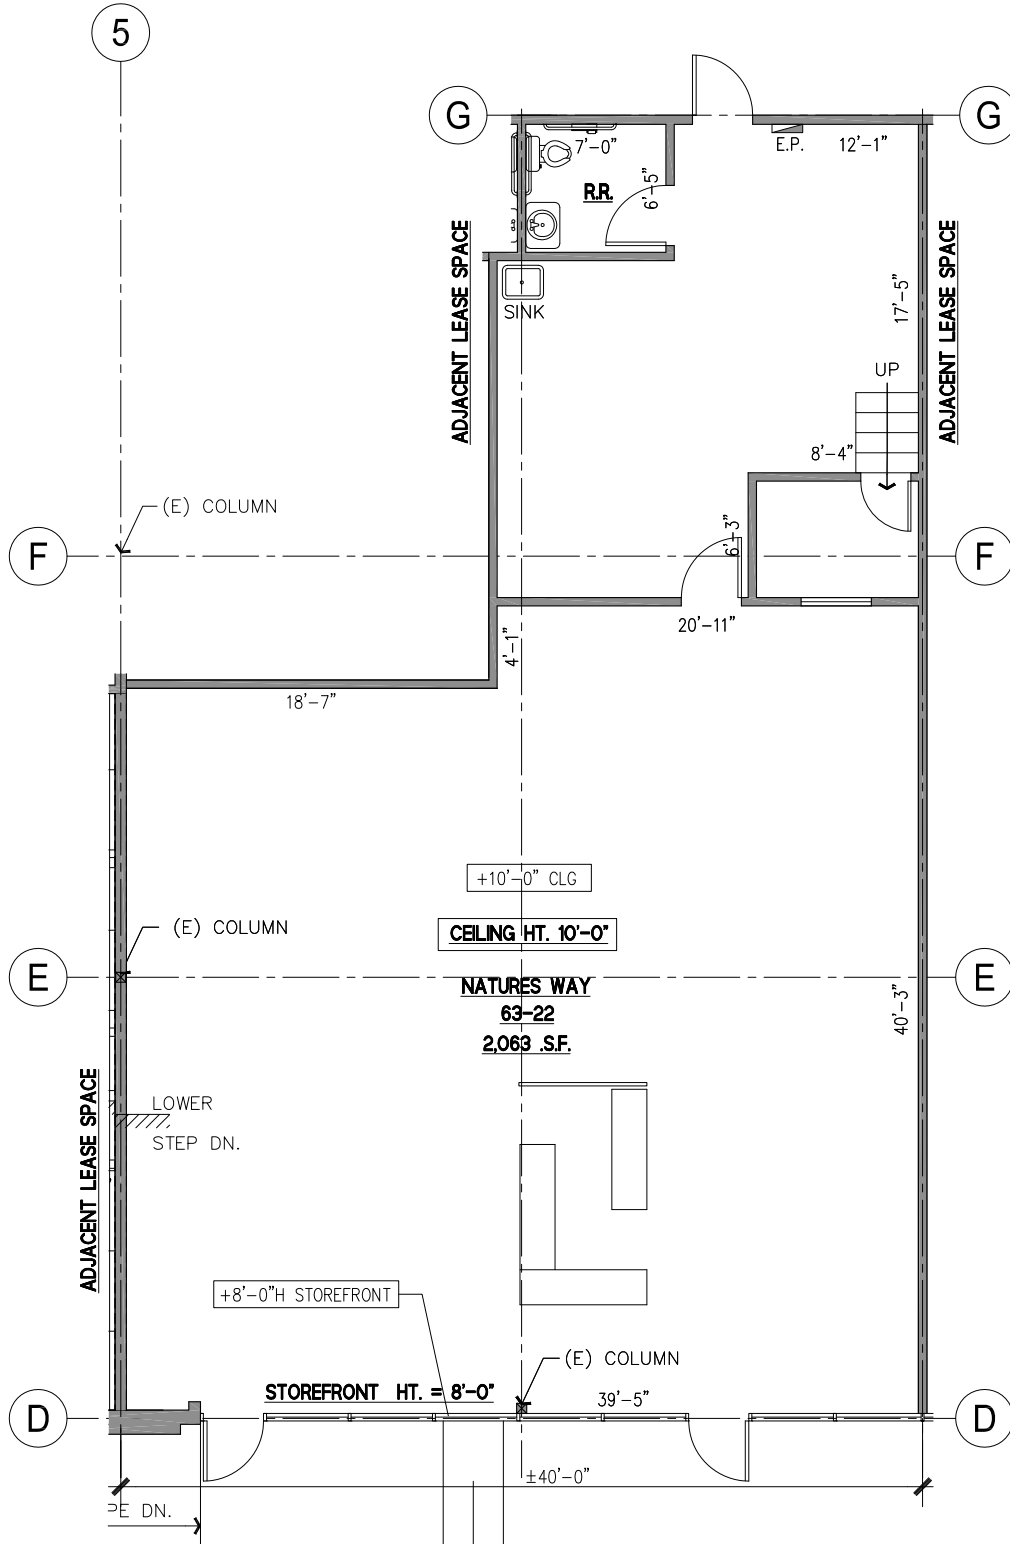 5
G
G
7'-0"
E.P.
12'-1"
R.R.
6'-5"
ADJACENT LEASE SPACE
ADJACENT LEASE SPACE
SINK
17'-5"
UP
8'-4"
(E) COLUMN
F
F
6'-3"
20'-11"
4'-1"
18'-7"
+10'-0" CLG
CEILING HT. 10'-0"
(E) COLUMN
E
E
NATURES WAY
63-22
2,063 .S.F.
40'-3"
ADJACENT LEASE SPACE
LOWER
STEP DN.
+8'-0"H STOREFRONT
(E) COLUMN
STOREFRONT HT. = 8'-0"
39'-5"
D
D
±40'-0"
PE DN.